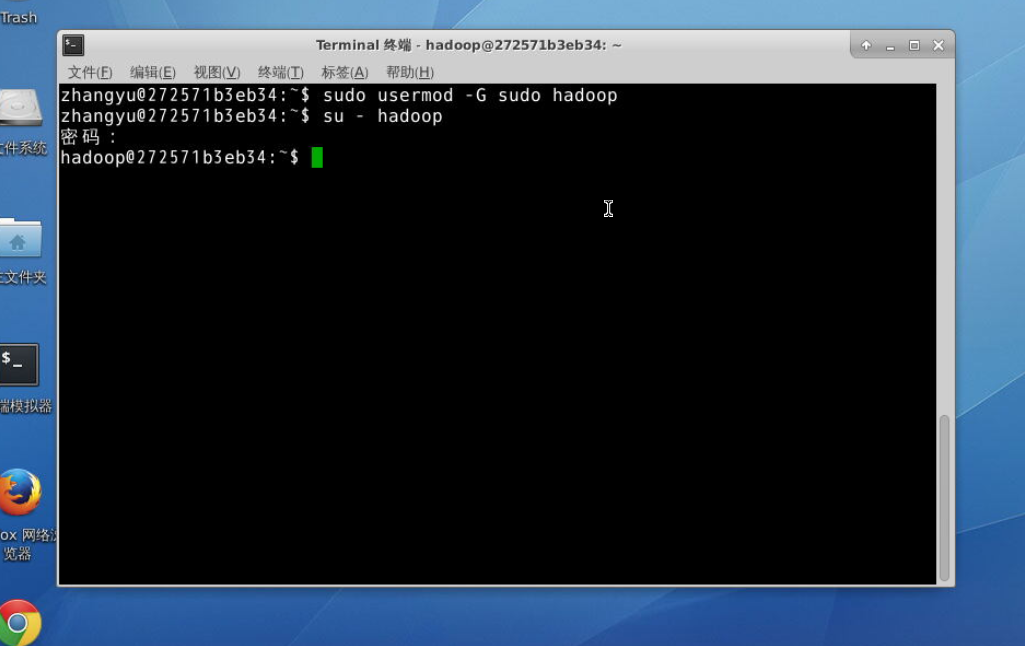 Trash
Terminal 终端 - hadoop@272571b3eb34: ~
文件(F) 编辑(E) 视图(V) 终端(T) 标签(A) 帮助(H)
zhangyu@272571b3eb34:~$ sudo usermod -G sudo hadoop
zhangyu@272571b3eb34:~$ su - hadoop
密码：
hadoop@272571b3eb34:~$
件系统
文件夹
$_
端模拟器
ox 网络浏
览器